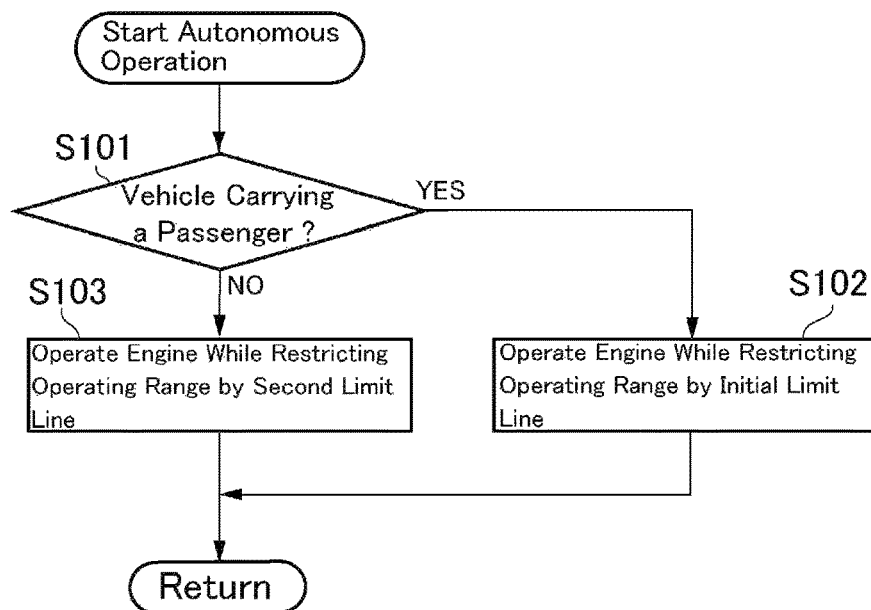 Start Autonomous
Operation
S101
Vehicle Carrying
a Passenger ?
YES
NO
S103
Operate Engine While Restricting
Operating Range by Second Limit
Line
S102
Operate Engine While Restricting
Operating Range by Initial Limit
Line
Return